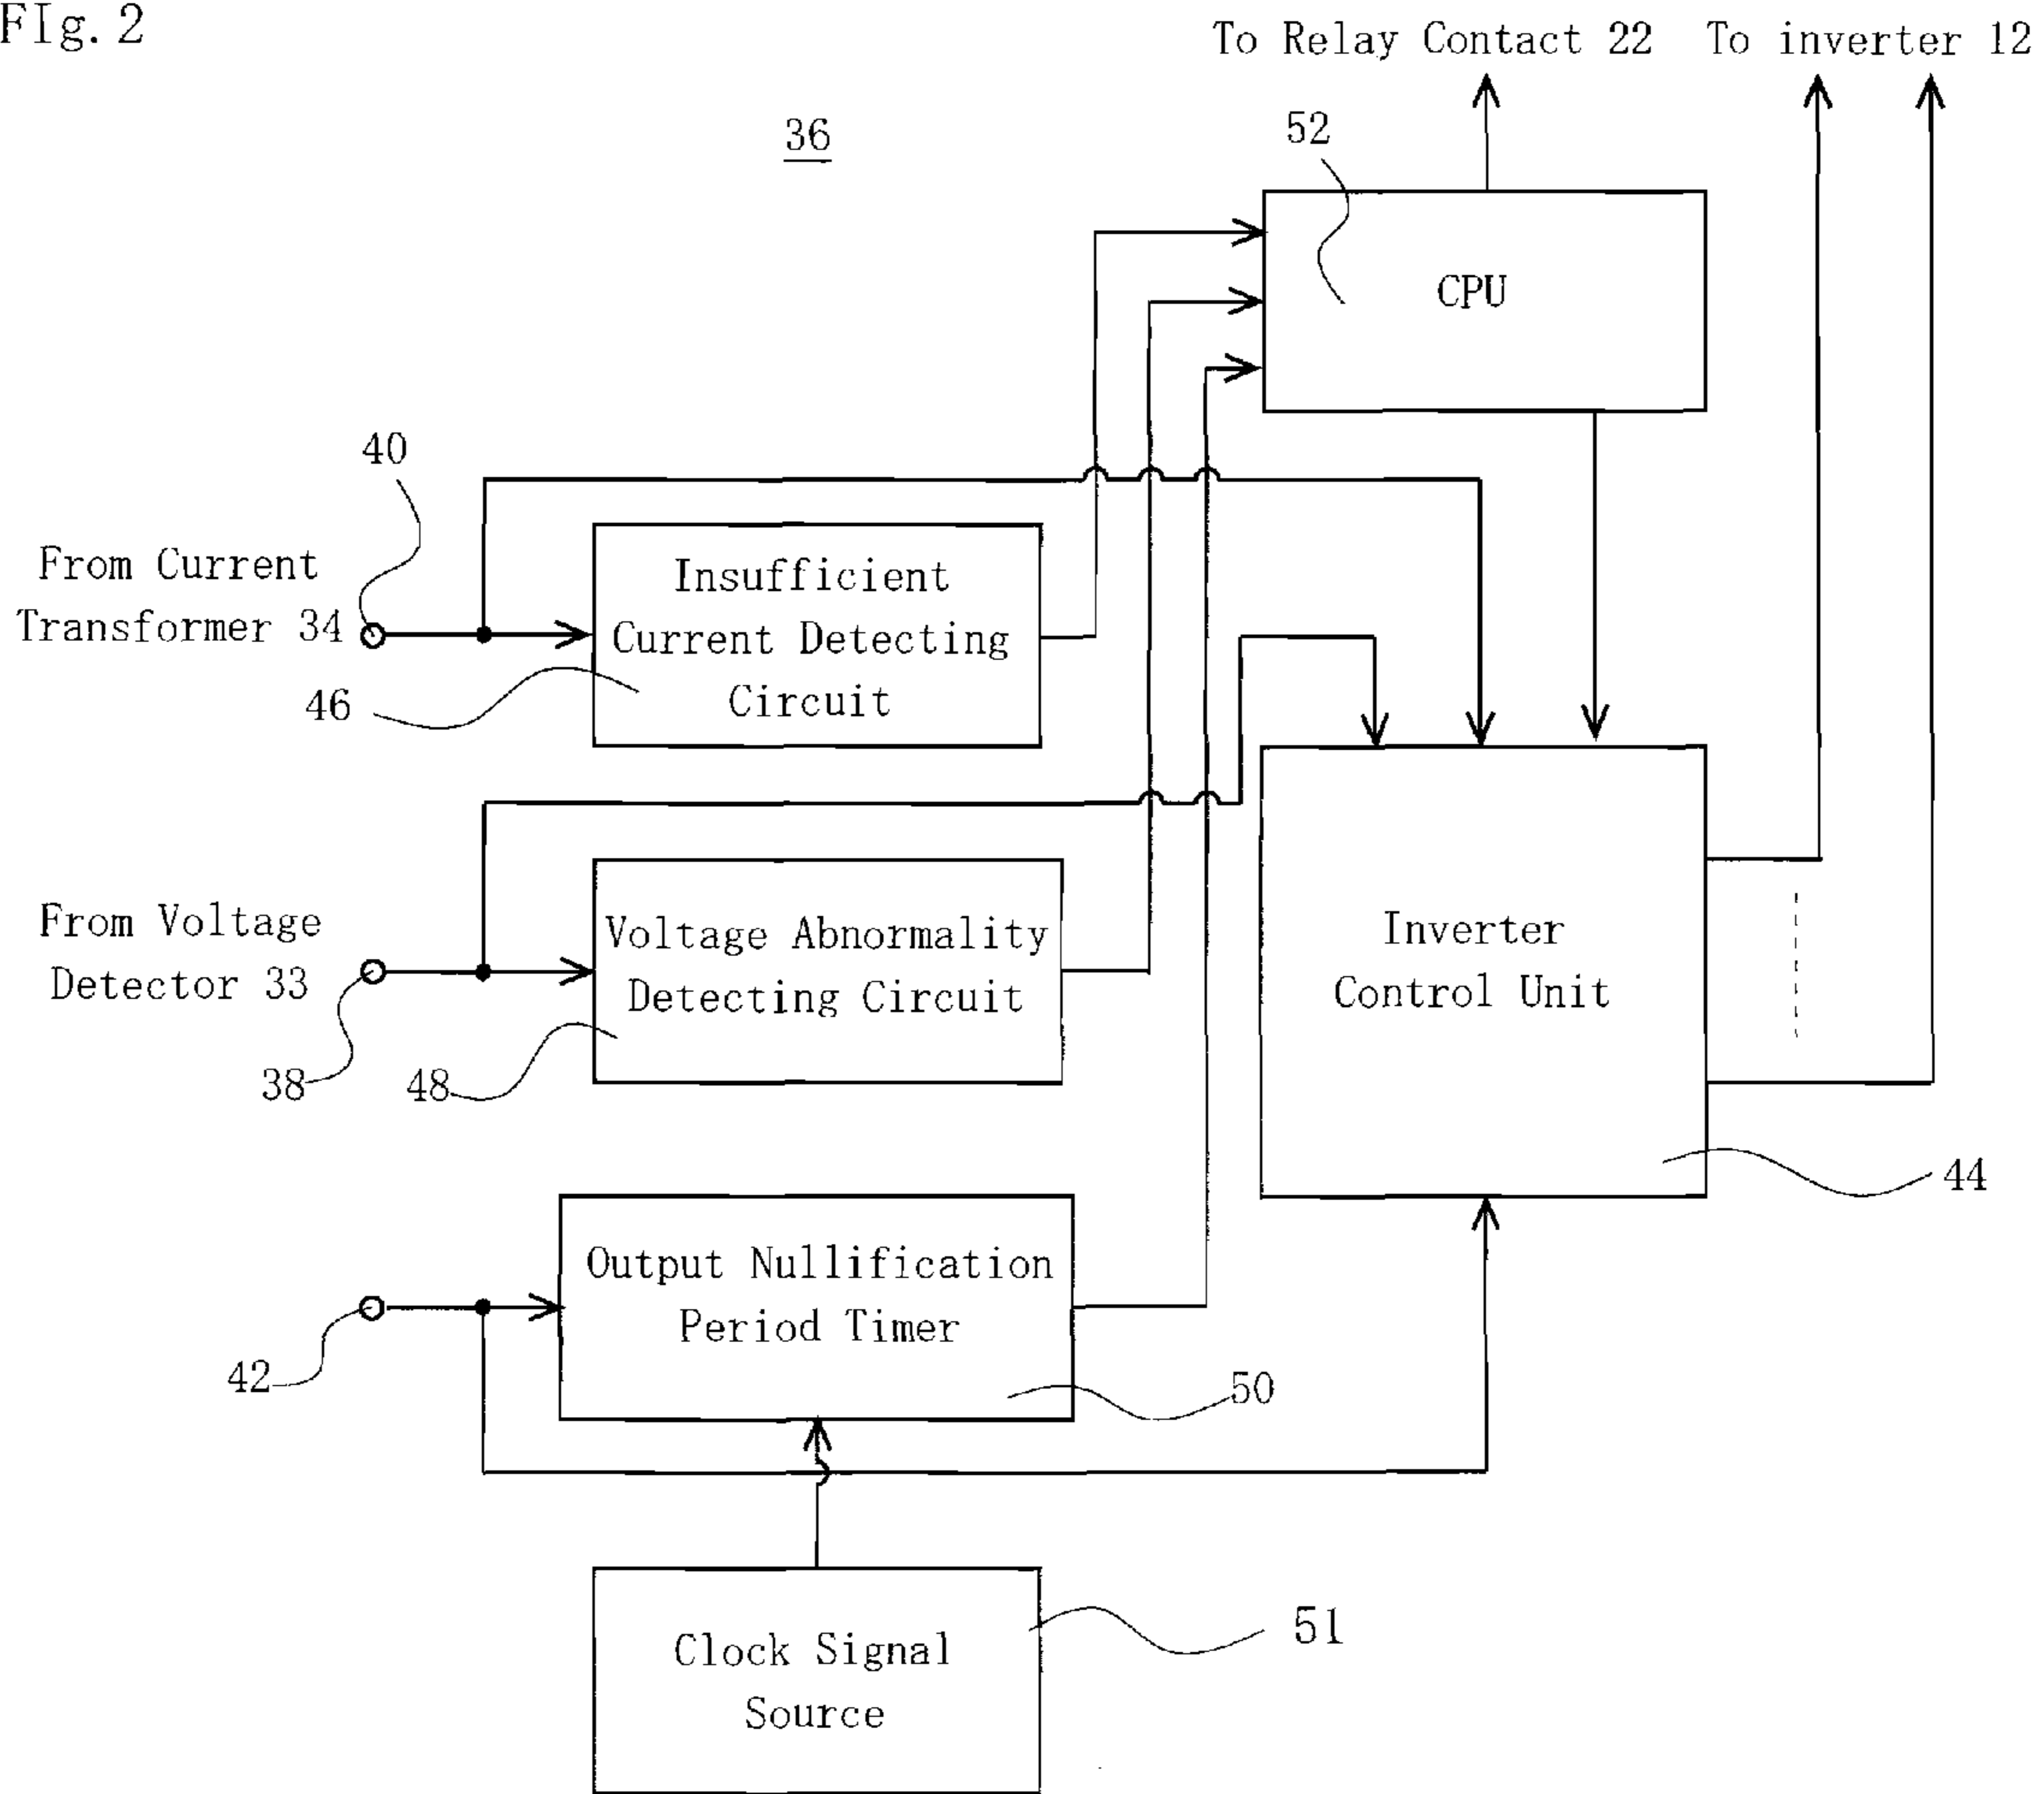 FIg. 2
To Relay Contact 22
To inverter 12
36
52
CPU
40
From Current
Transformer 34
Insufficient
Current Detecting
Circuit
46
From Voltage
Detector 33
Voltage Abnormality
Detecting Circuit
38
48
Inverter
Control Unit
44
Output Nullification
Period Timer
42
50
Clock Signal
Source
51